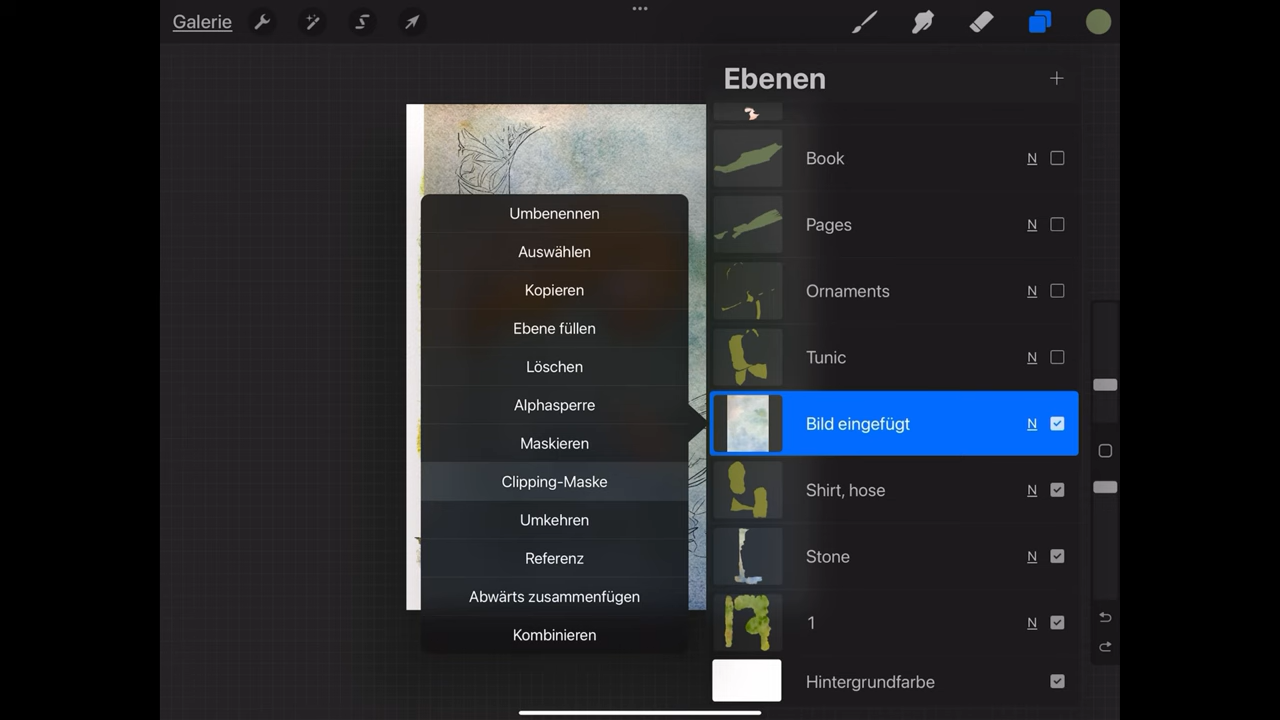 Galerie
Ebenen
Book N
Pages N
Ornaments N
Tunic N
Bild eingefügt N
Shirt, hose N
Stone N
1 N
Hintergrundfarbe
Umbenennen
Auswählen
Kopieren
Ebene füllen
Löschen
Alphasperre
Maskieren
Clipping-Maske
Umkehren
Referenz
Abwärts zusammenfügen
Kombinieren